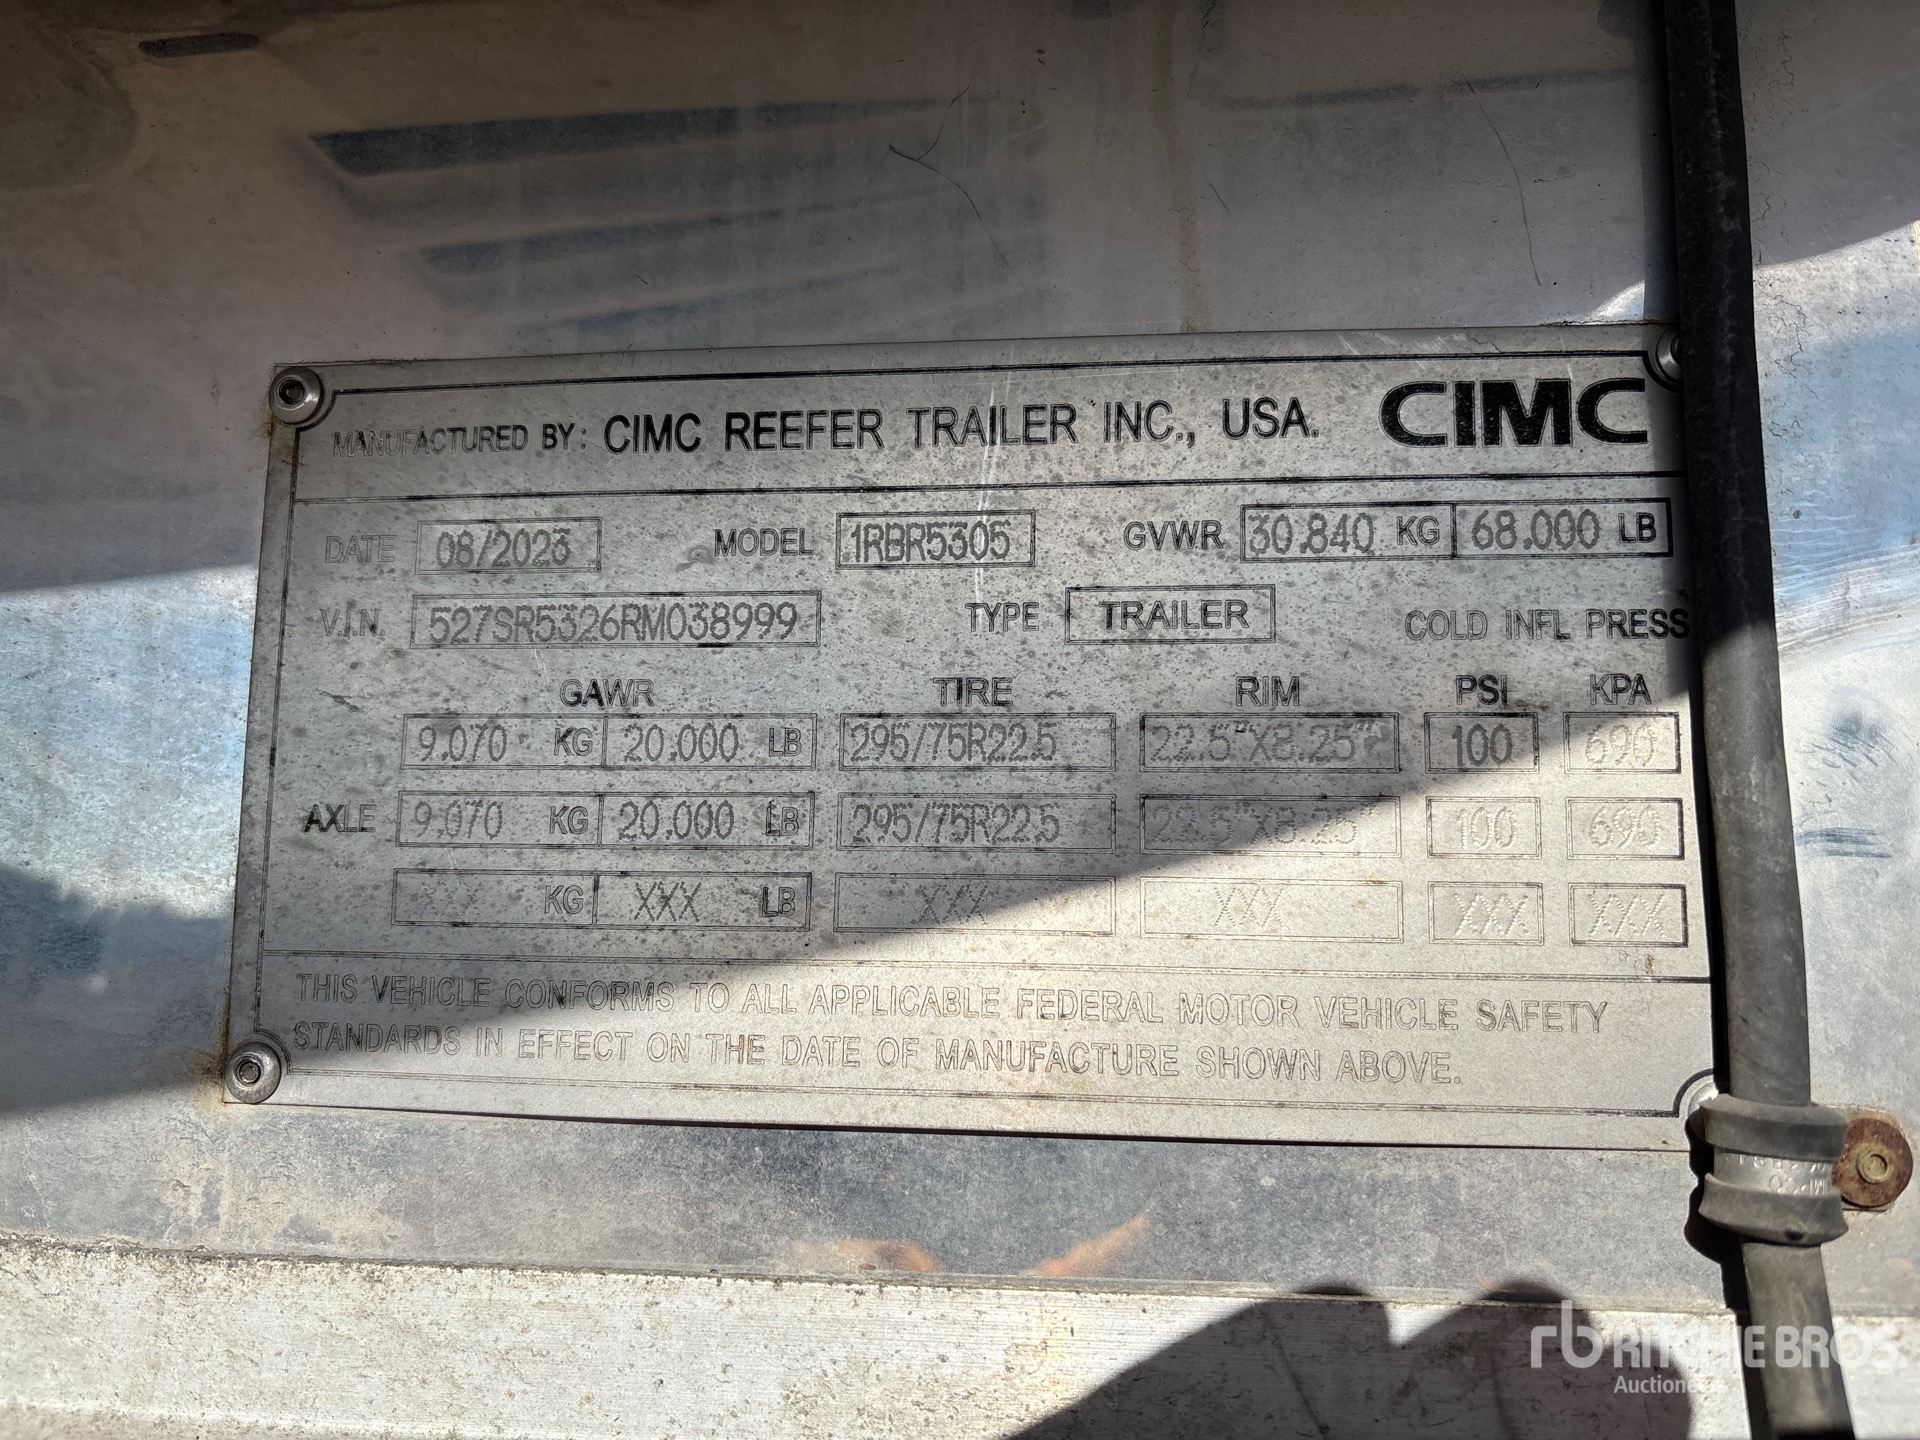 MANUFACTURED BY: CIMC REEFER TRAILER INC., USA. CIMC
DATE 08/2023 MODEL 1RBR5305 GVWR 30.840 KG 68.000 LB
V.I.N. 527SR5326RM038999 TYPE TRAILER COLD INFL PRESS
GAWR TIRE RIM PSI KPA
9.070 KG 20.000 LB 295/75R22.5 22.5"X8.25" 100 690
AXLE 9.070 KG 20.000 LB 295/75R22.5 22.5"X8.25" 100 690
XX KG XXX LB XXX XXX XXX XXX
THIS VEHICLE CONFORMS TO ALL APPLICABLE FEDERAL MOTOR VEHICLE SAFETY
STANDARDS IN EFFECT ON THE DATE OF MANUFACTURE SHOWN ABOVE.
rb RITCHIE BROS.
Auctioneers